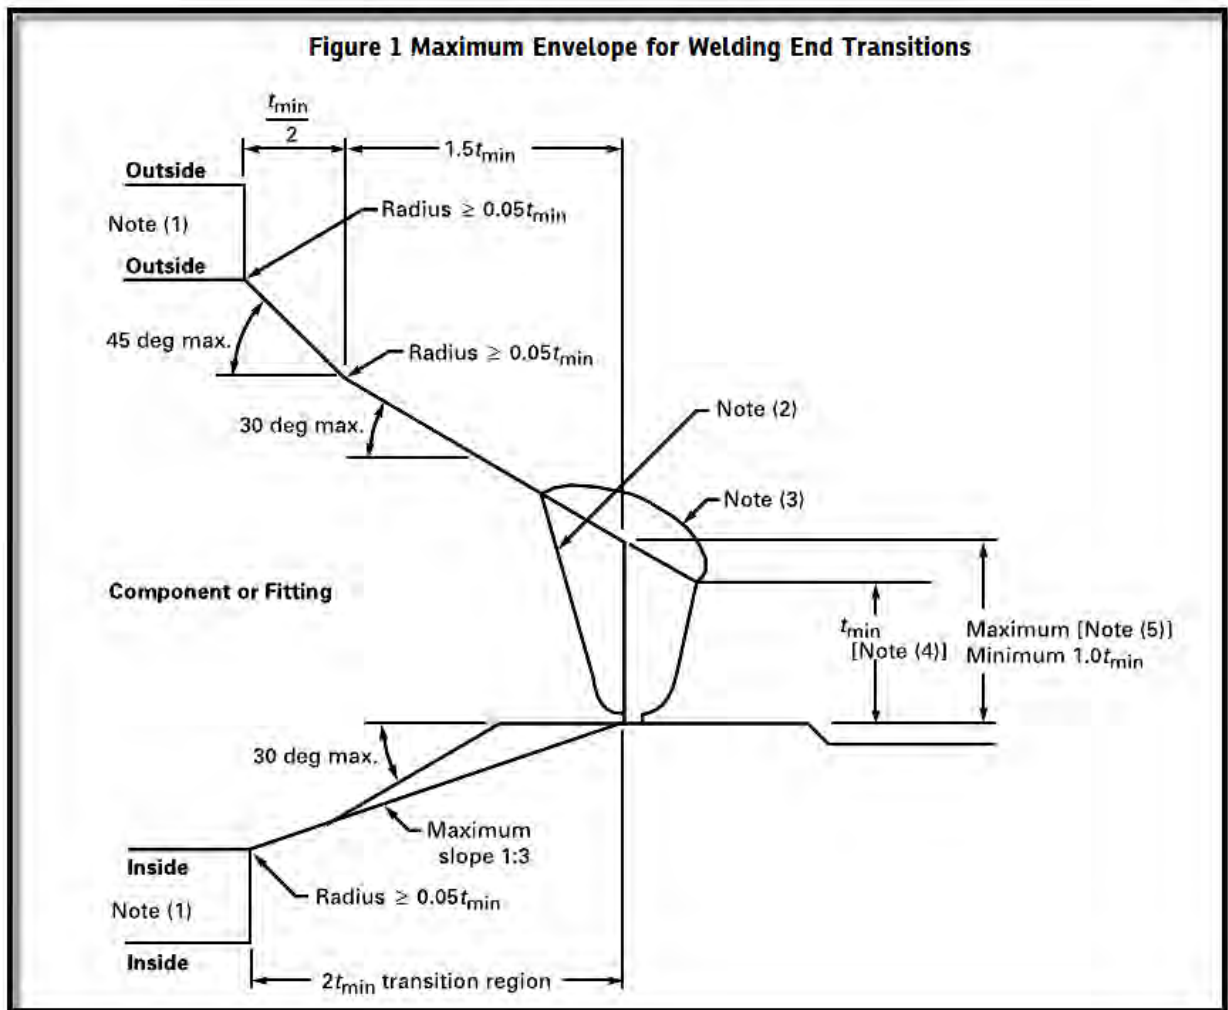 Figure 1 Maximum Envelope for Welding End Transitions
tmin
2
1.5tmin
Outside
Note (1)
Outside
Radius ≥ 0.05tmin
45 deg max.
Radius ≥ 0.05tmin
30 deg max.
Note (2)
Note (3)
Component or Fitting
tmin
[Note (4)]
Maximum [Note (5)]
Minimum 1.0tmin
30 deg max.
Maximum
slope 1:3
Inside
Note (1)
Inside
Radius ≥ 0.05tmin
2tmin transition region